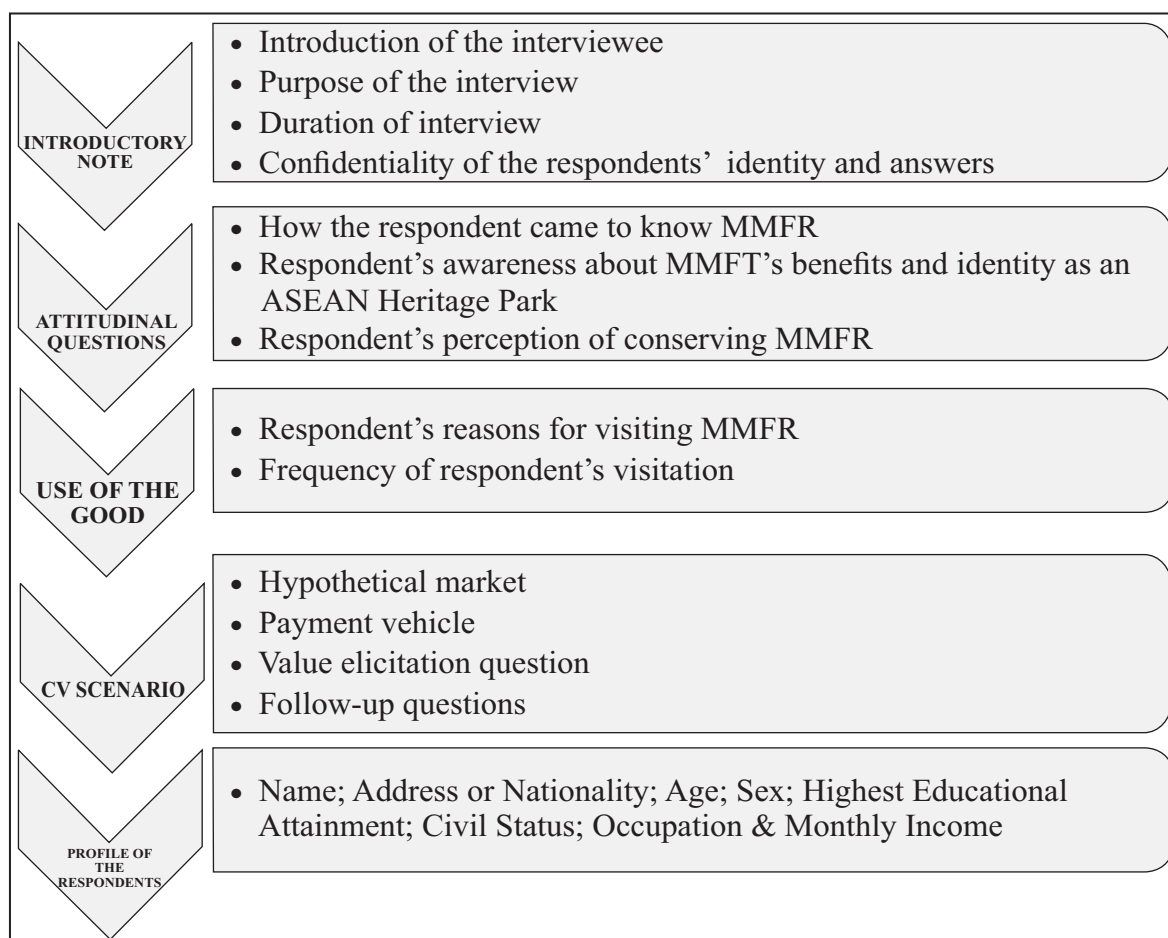 INTRODUCTORY
NOTE
• Introduction of the interviewee
• Purpose of the interview
• Duration of interview
• Confidentiality of the respondents’ identity and answers
ATTITUDINAL
QUESTIONS
• How the respondent came to know MMFR
• Respondent’s awareness about MMFT’s benefits and identity as an
ASEAN Heritage Park
• Respondent’s perception of conserving MMFR
USE OF THE
GOOD
• Respondent’s reasons for visiting MMFR
• Frequency of respondent’s visitation
CV SCENARIO
• Hypothetical market
• Payment vehicle
• Value elicitation question
• Follow-up questions
PROFILE OF
THE
RESPONDENTS
• Name; Address or Nationality; Age; Sex; Highest Educational
Attainment; Civil Status; Occupation & Monthly Income